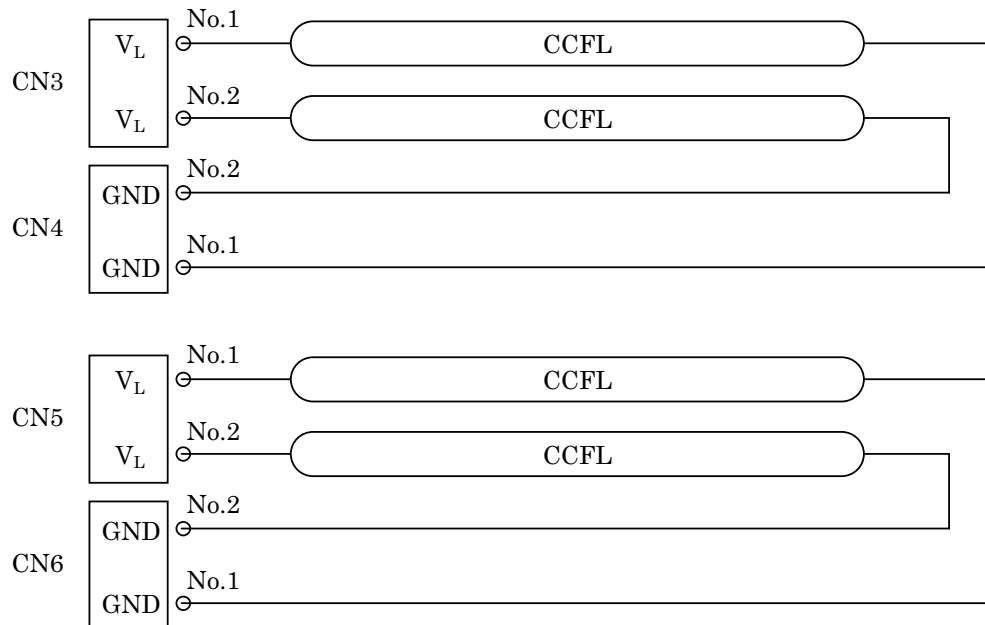 No.1
V_L
CCFL
CN3
No.2
V_L
CCFL
No.2
GND
CN4
No.1
GND
No.1
V_L
CCFL
CN5
No.2
V_L
CCFL
No.2
GND
CN6
No.1
GND